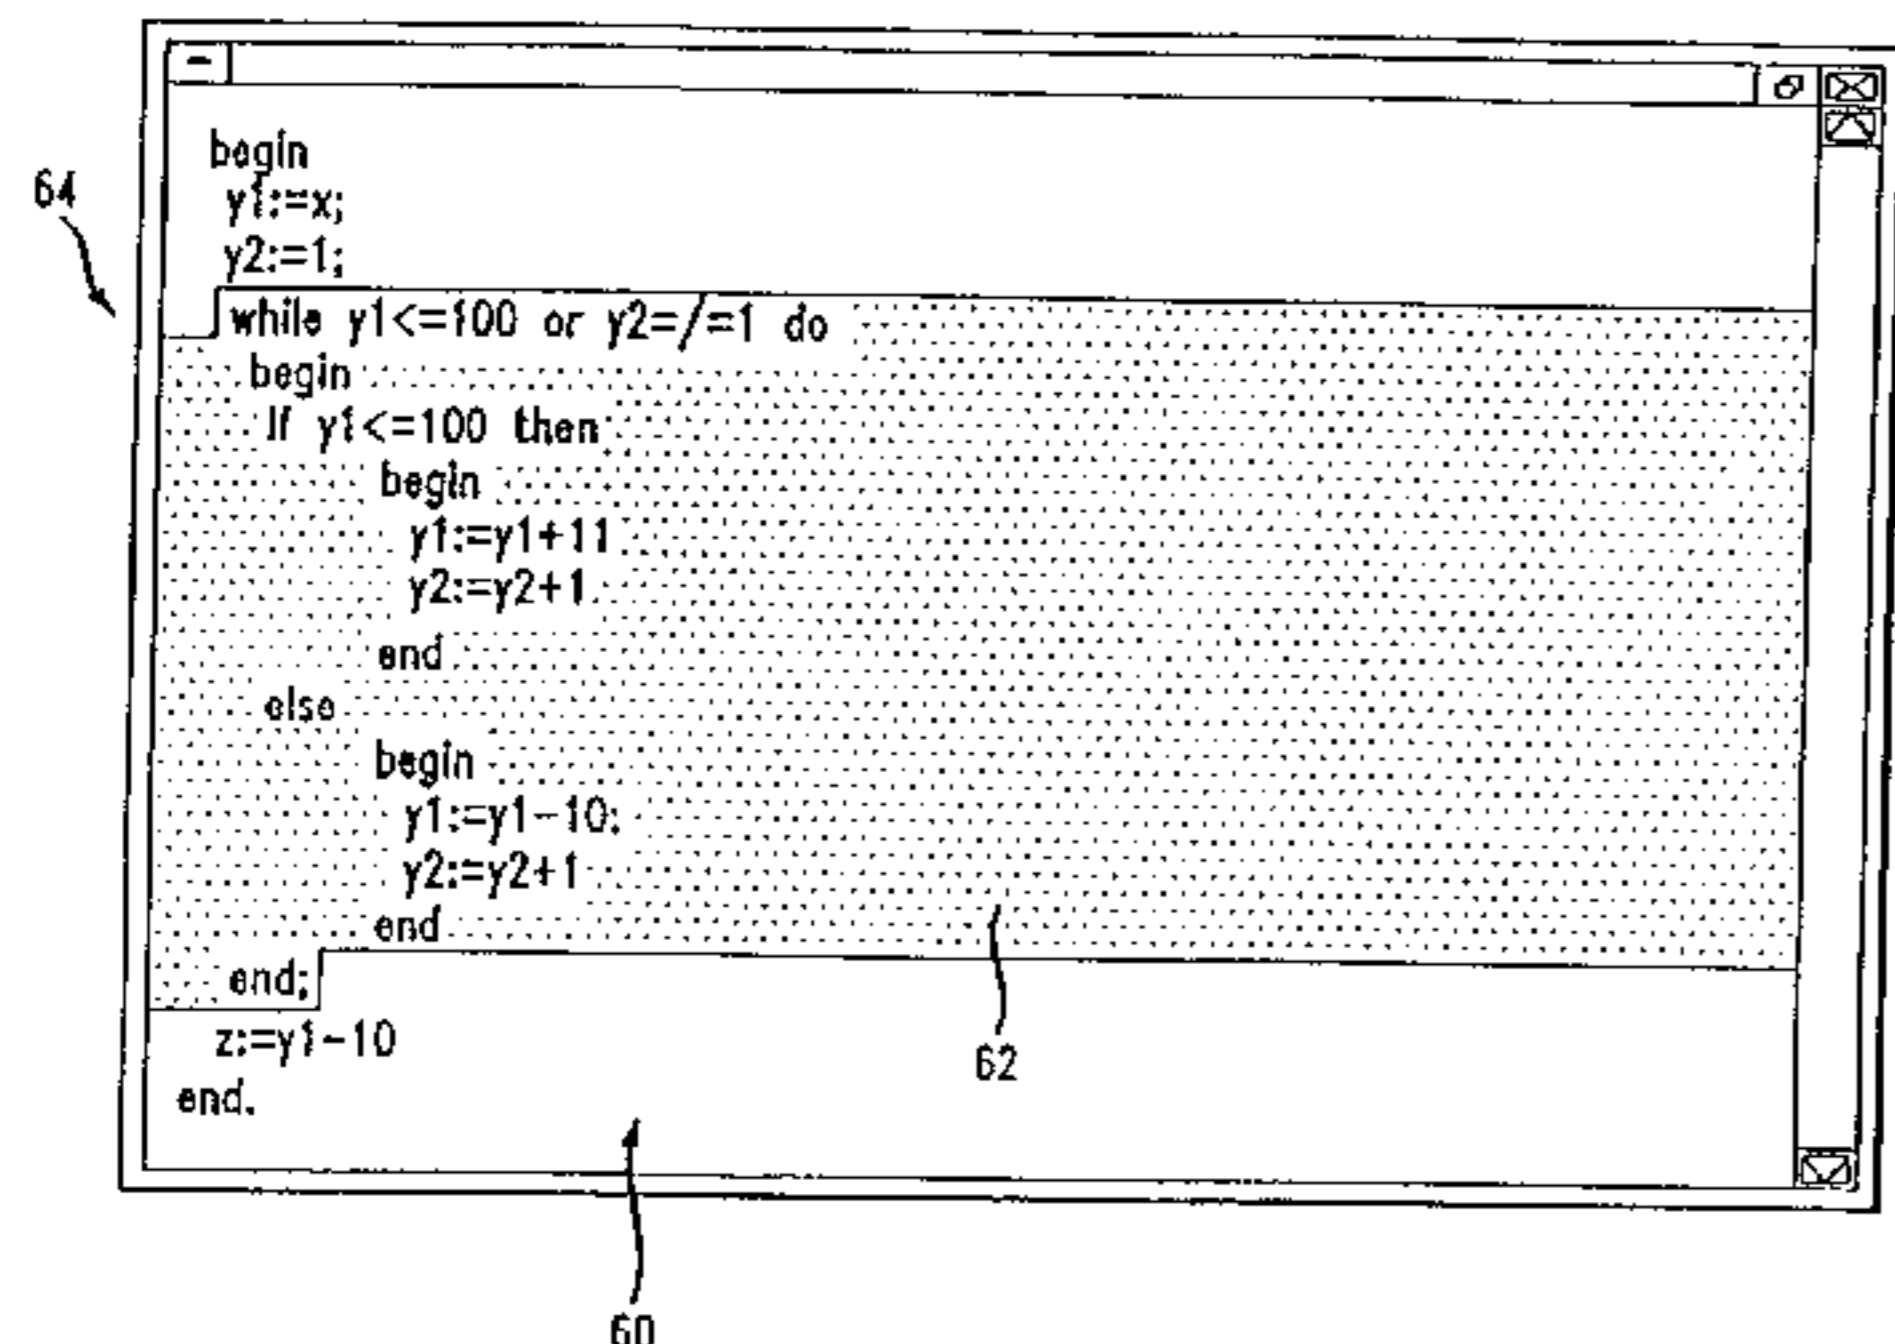 begin
y1:=x;
y2:=1;
64
while y1<=100 or y2=/=1 do
begin
If y1<=100 then
begin
y1:=y1+11
y2:=y2+1
end
else
begin
y1:=y1-10;
y2:=y2+1
end
end;
z:=y1-10
62
end.
60